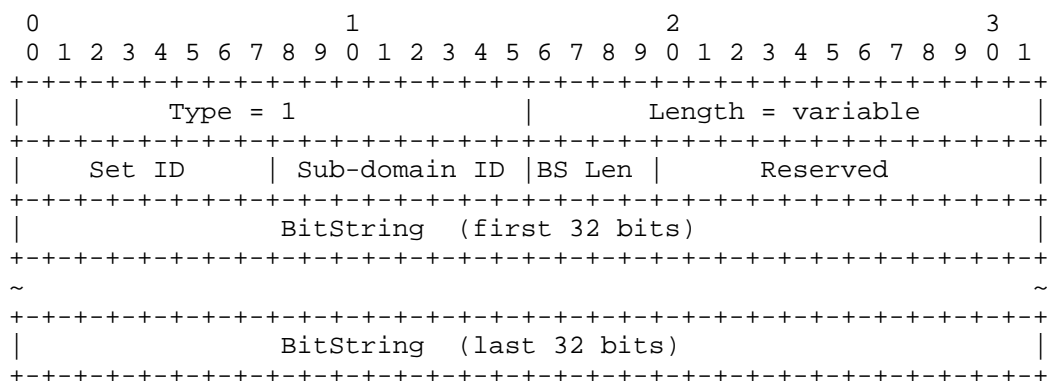 0                   1                   2                   3
 0 1 2 3 4 5 6 7 8 9 0 1 2 3 4 5 6 7 8 9 0 1 2 3 4 5 6 7 8 9 0 1
+-+-+-+-+-+-+-+-+-+-+-+-+-+-+-+-+-+-+-+-+-+-+-+-+-+-+-+-+-+-+-+-+
|         Type = 1              |       Length = variable       |
+-+-+-+-+-+-+-+-+-+-+-+-+-+-+-+-+-+-+-+-+-+-+-+-+-+-+-+-+-+-+-+-+
|    Set ID     | Sub-domain ID |BS Len |      Reserved         |
+-+-+-+-+-+-+-+-+-+-+-+-+-+-+-+-+-+-+-+-+-+-+-+-+-+-+-+-+-+-+-+-+
|                BitString  (first 32 bits)                     |
+-+-+-+-+-+-+-+-+-+-+-+-+-+-+-+-+-+-+-+-+-+-+-+-+-+-+-+-+-+-+-+-+
~                                                               ~
+-+-+-+-+-+-+-+-+-+-+-+-+-+-+-+-+-+-+-+-+-+-+-+-+-+-+-+-+-+-+-+-+
|                BitString  (last 32 bits)                      |
+-+-+-+-+-+-+-+-+-+-+-+-+-+-+-+-+-+-+-+-+-+-+-+-+-+-+-+-+-+-+-+-+